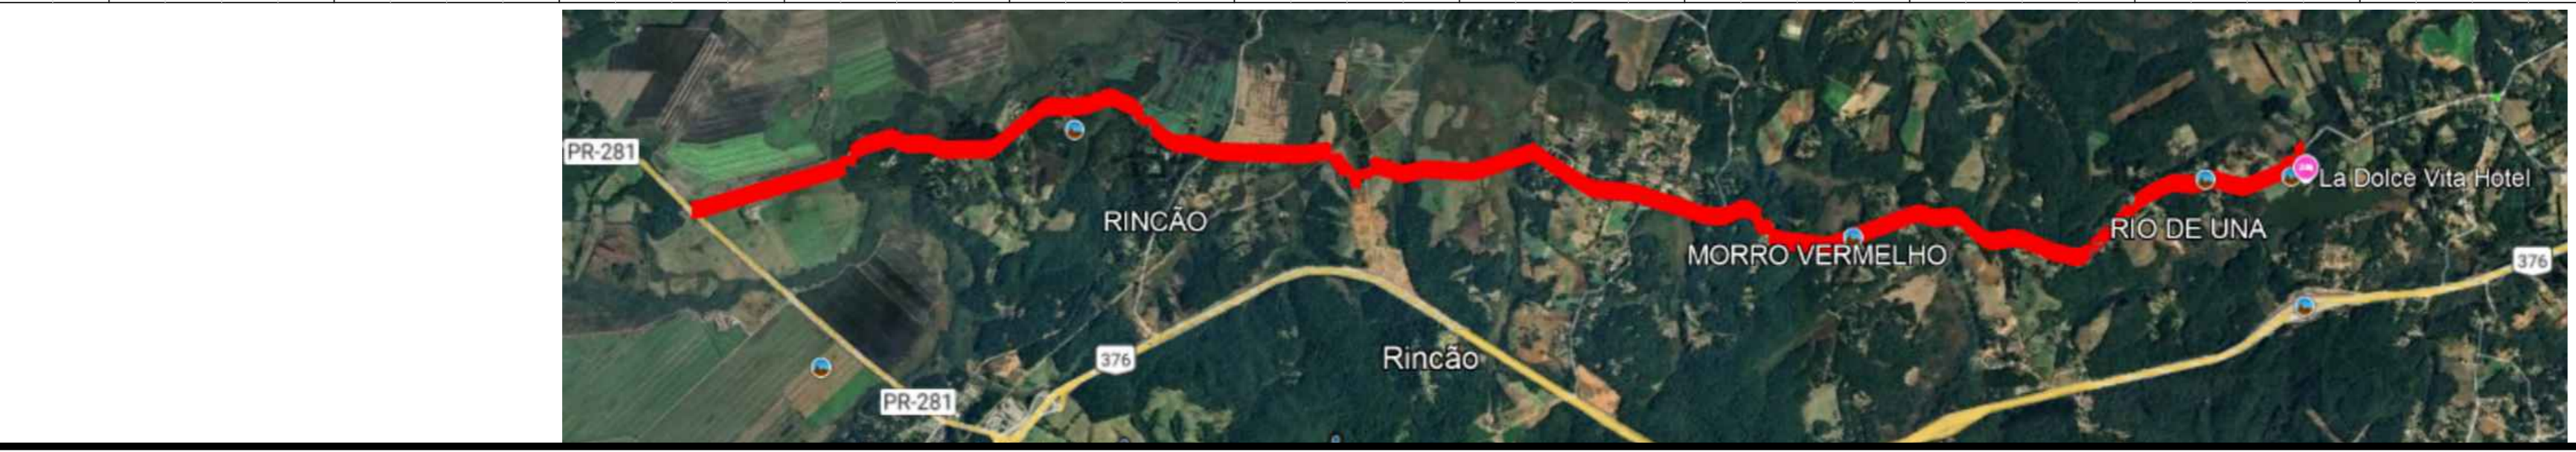 PR-281
La Dolce Vita Hotel
RINCÃO
RIO DE UNA
MORRO VERMELHO
376
376
Rincão
PR-281